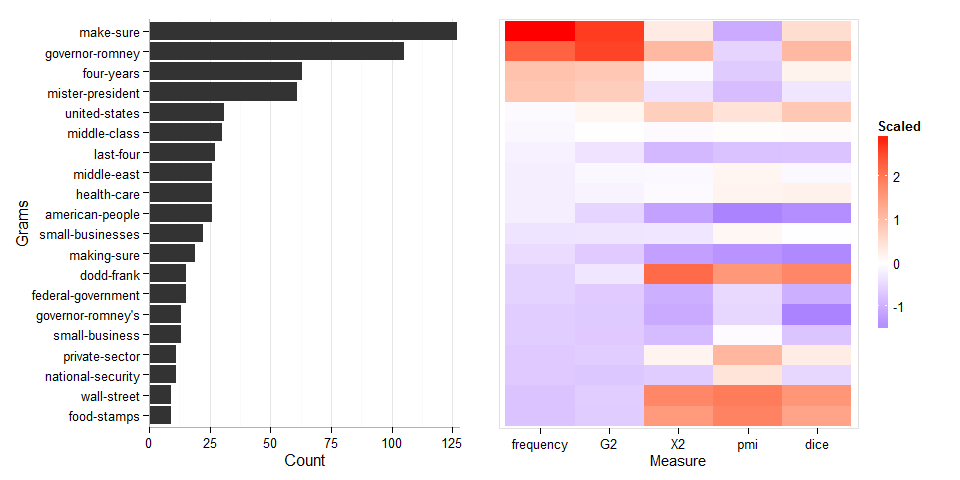 Grams
make-sure
governor-romney
four-years
mister-president
united-states
middle-class
last-four
middle-east
health-care
american-people
small-businesses
making-sure
dodd-frank
federal-government
governor-romney's
small-business
private-sector
national-security
wall-street
food-stamps
0 25 50 75 100 125
Count
frequency G2 X2 pmi dice
Measure
Scaled
2
1
0
-1